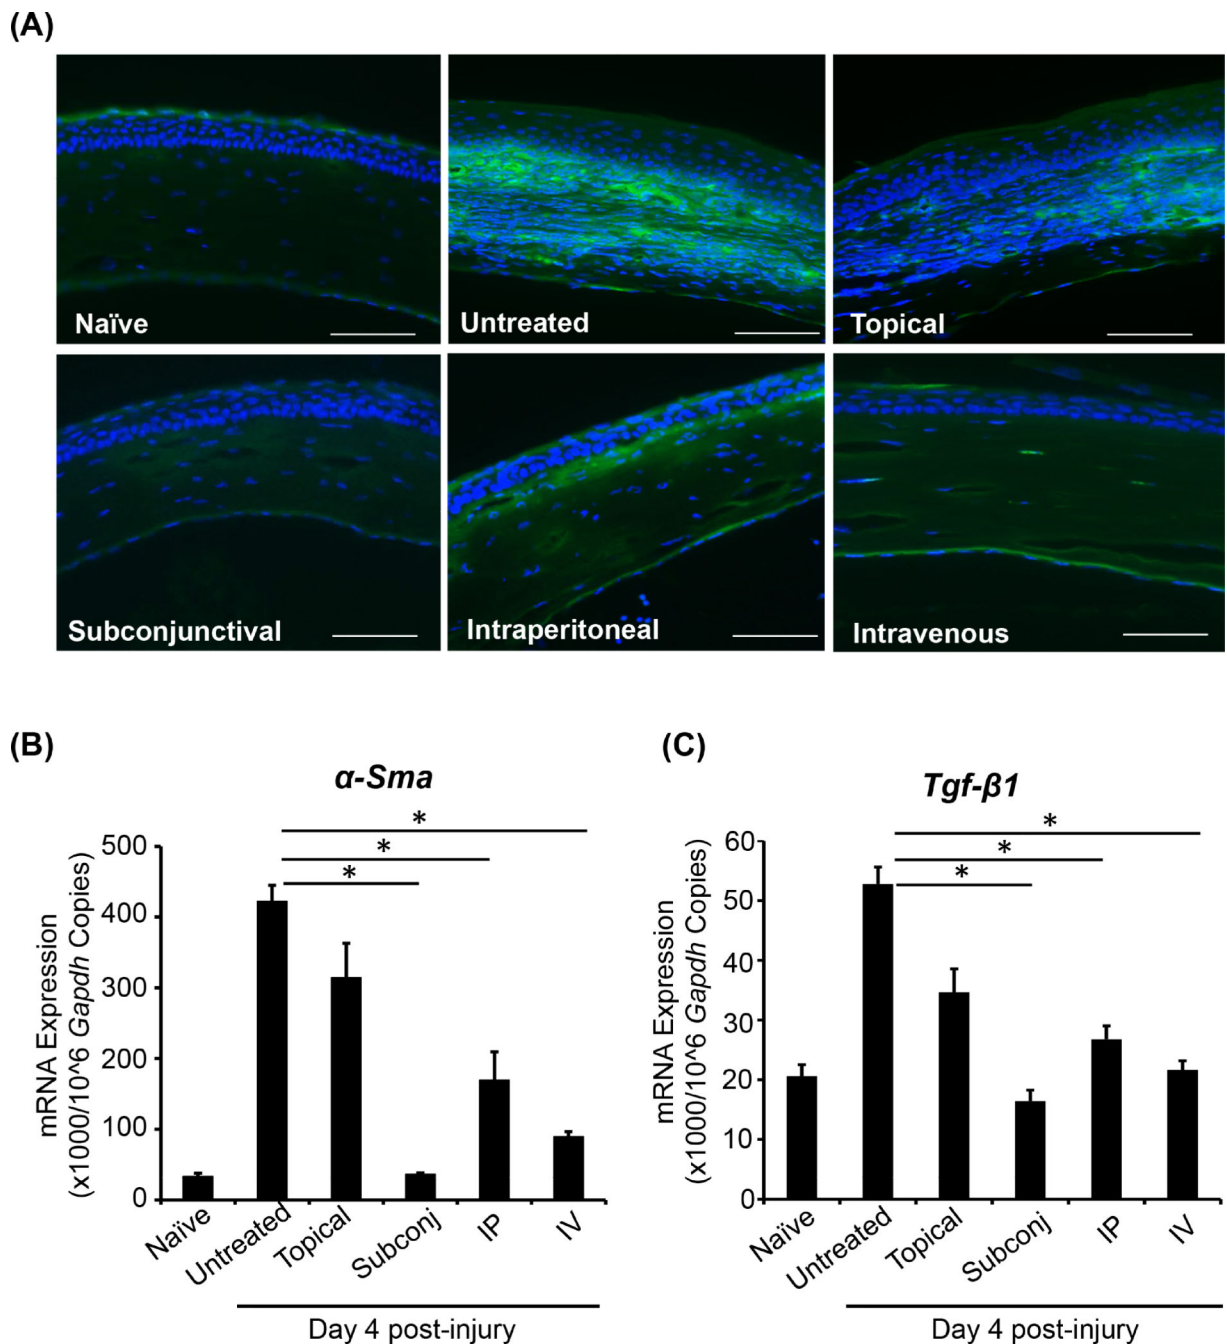 (A)
Naïve
Untreated
Topical
Subconjunctival
Intraperitoneal
Intravenous
(B)
α-Sma
*
*
*
mRNA Expression
(x1000/10^6 Gapdh Copies)
500
400
300
200
100
0
Naïve
Untreated
Topical
Subconj
IP
IV
Day 4 post-injury
(C)
Tgf-β1
*
*
*
mRNA Expression
(x1000/10^6 Gapdh Copies)
60
50
40
30
20
10
0
Naïve
Untreated
Topical
Subconj
IP
IV
Day 4 post-injury